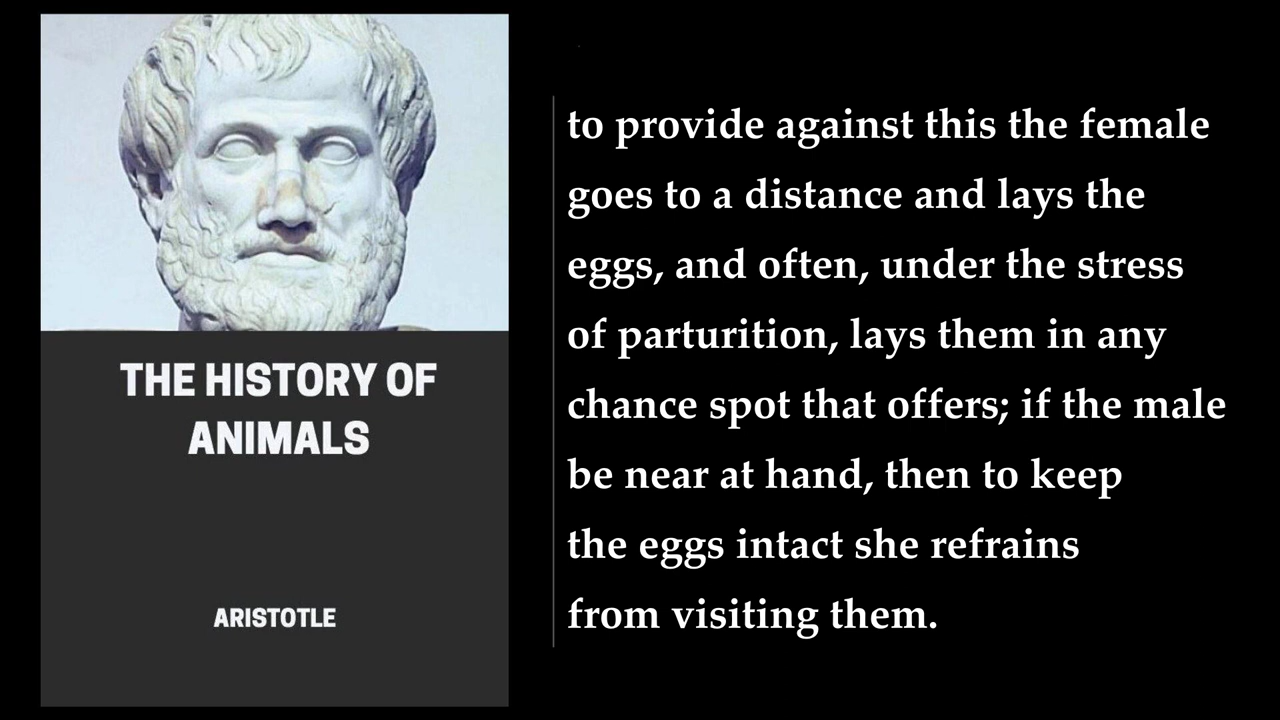 THE HISTORY OF
ANIMALS
ARISTOTLE
to provide against this the female
goes to a distance and lays the
eggs, and often, under the stress
of parturition, lays them in any
chance spot that offers; if the male
be near at hand, then to keep
the eggs intact she refrains
from visiting them.